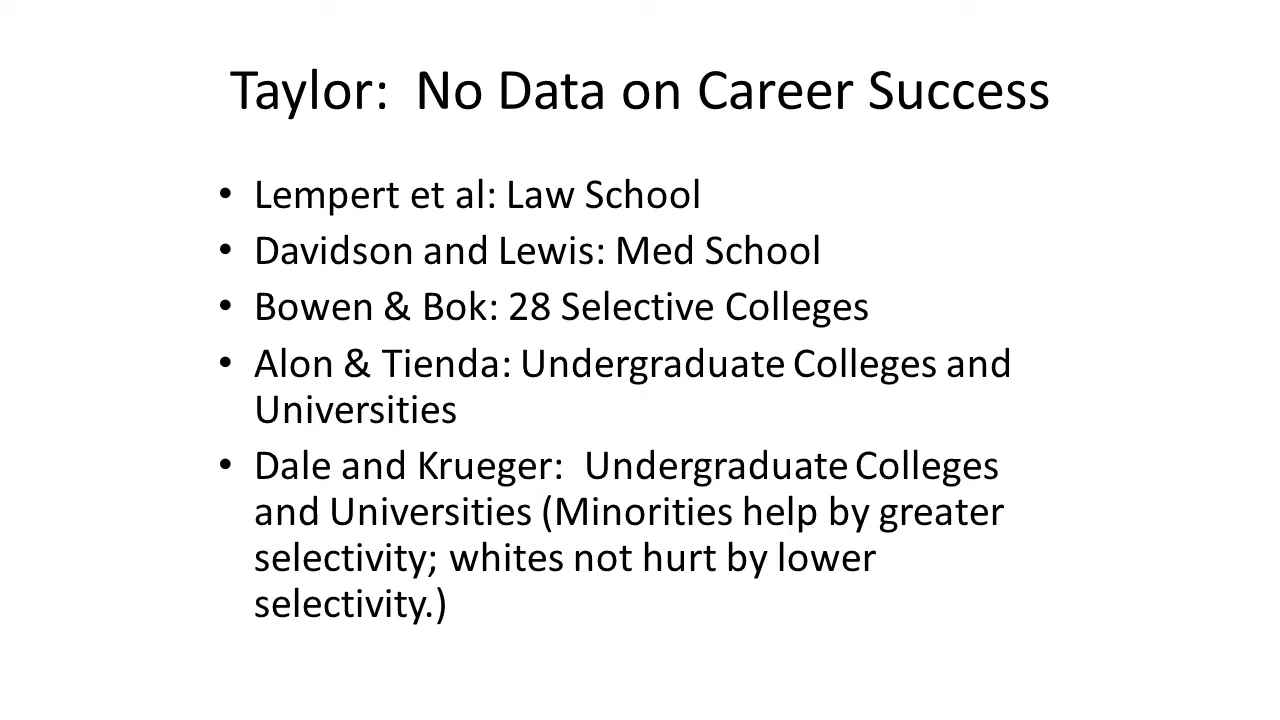 Taylor:  No Data on Career Success
• Lempert et al: Law School
• Davidson and Lewis: Med School
• Bowen & Bok: 28 Selective Colleges
• Alon & Tienda: Undergraduate Colleges and
Universities
• Dale and Krueger:  Undergraduate Colleges
and Universities (Minorities help by greater
selectivity; whites not hurt by lower
selectivity.)